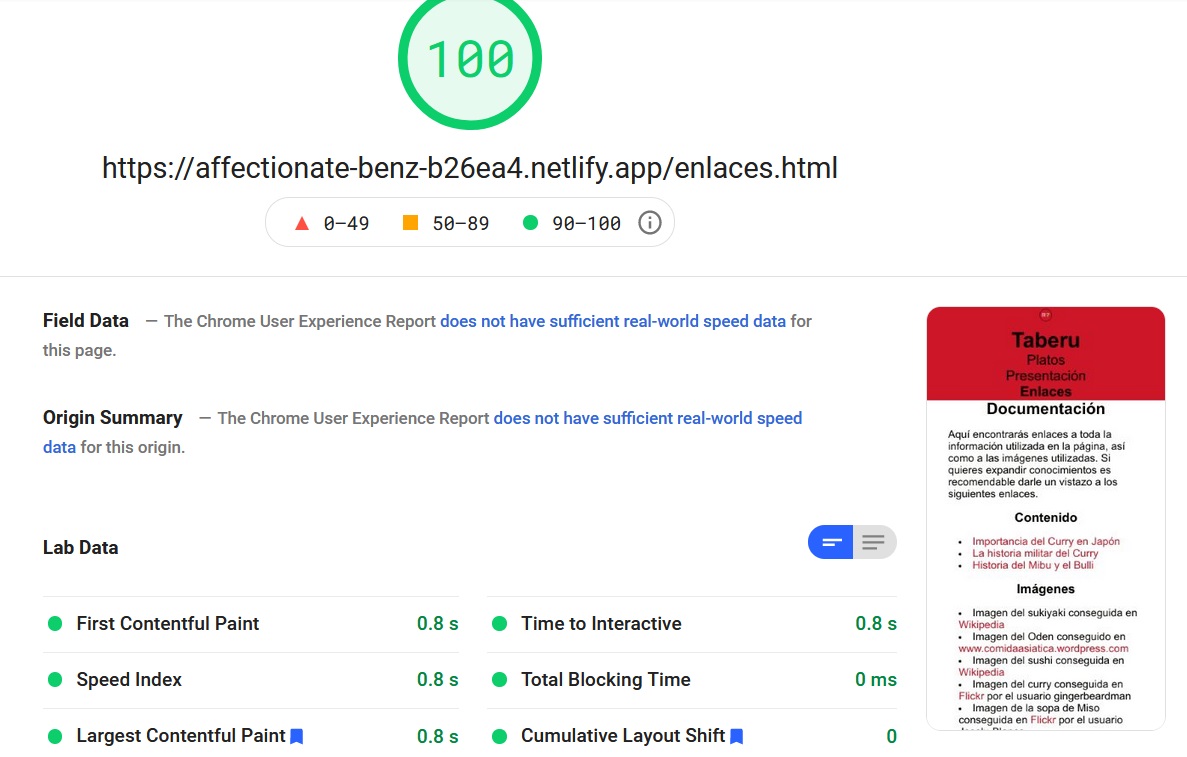 100
https://affectionate-benz-b26ea4.netlify.app/enlaces.html
0–49 50–89 90–100
Field Data — The Chrome User Experience Report does not have sufficient real-world speed data for
this page.
Origin Summary — The Chrome User Experience Report does not have sufficient real-world speed
data for this origin.
Lab Data
First Contentful Paint 0.8 s
Time to Interactive 0.8 s
Speed Index 0.8 s
Total Blocking Time 0 ms
Largest Contentful Paint 0.8 s
Cumulative Layout Shift 0
Taberu
Platos
Presentación
Enlaces
Documentación
Aquí encontrarás enlaces a toda la
información utilizada en la página, así
como a las imágenes utilizadas. Si
quieres expandir conocimientos es
recomendable darle un vistazo a los
siguientes enlaces.
Contenido
• Importancia del Curry en Japón
• La historia militar del Curry
• Historia del Mibu y el Bulli
Imágenes
• Imagen del sukiyaki conseguida en
Wikipedia
• Imagen del Oden conseguido en
www.comidaasiatica.wordpress.com
• Imagen del sushi conseguida en
Wikipedia
• Imagen del curry conseguida en
Flickr por el usuario gingerbeardman
• Imagen de la sopa de Miso
conseguida en Flickr por el usuario